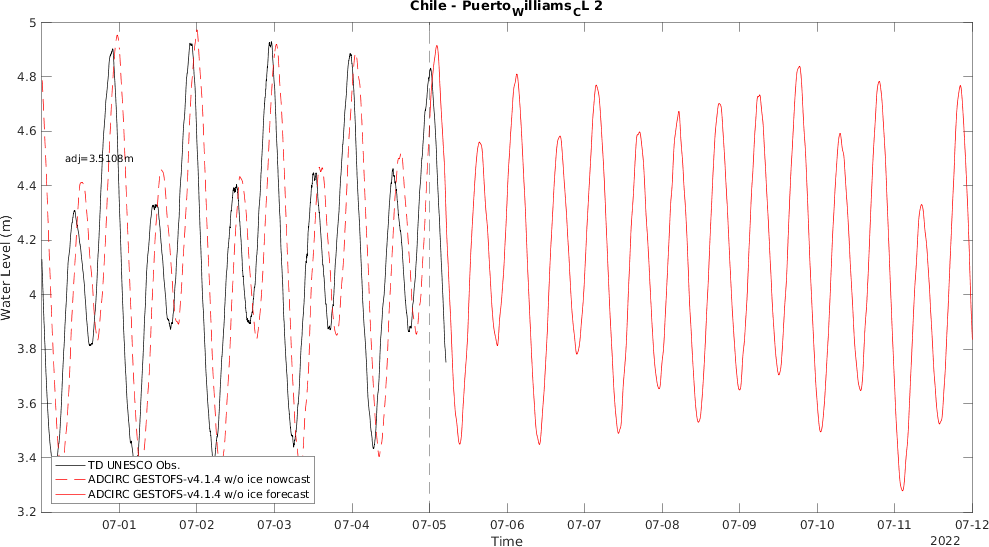 Chile - Puerto_Williams_CL 2
5
4.8
4.6
4.4
4.2
4
3.8
3.6
3.4
3.2
Water Level (m)
adj=3.5108m
TD UNESCO Obs.
ADCIRC GESTOFS-v4.1.4 w/o ice nowcast
ADCIRC GESTOFS-v4.1.4 w/o ice forecast
07-01 07-02 07-03 07-04 07-05 07-06 07-07 07-08 07-09 07-10 07-11 07-12
Time
2022